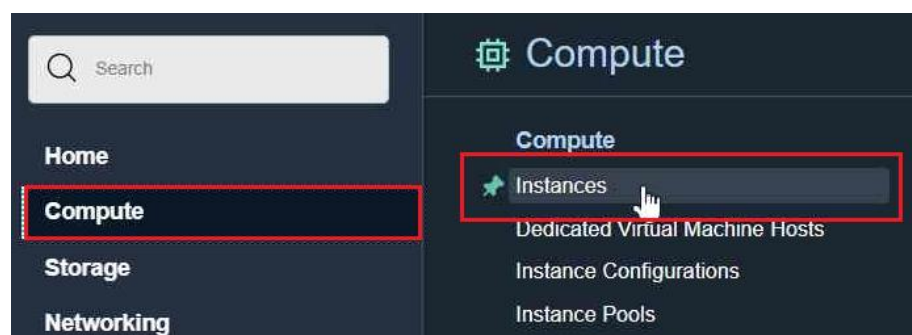 Search
Home
Compute
Storage
Networking
Compute
Compute
Instances
Dedicated Virtual Machine Hosts
Instance Configurations
Instance Pools